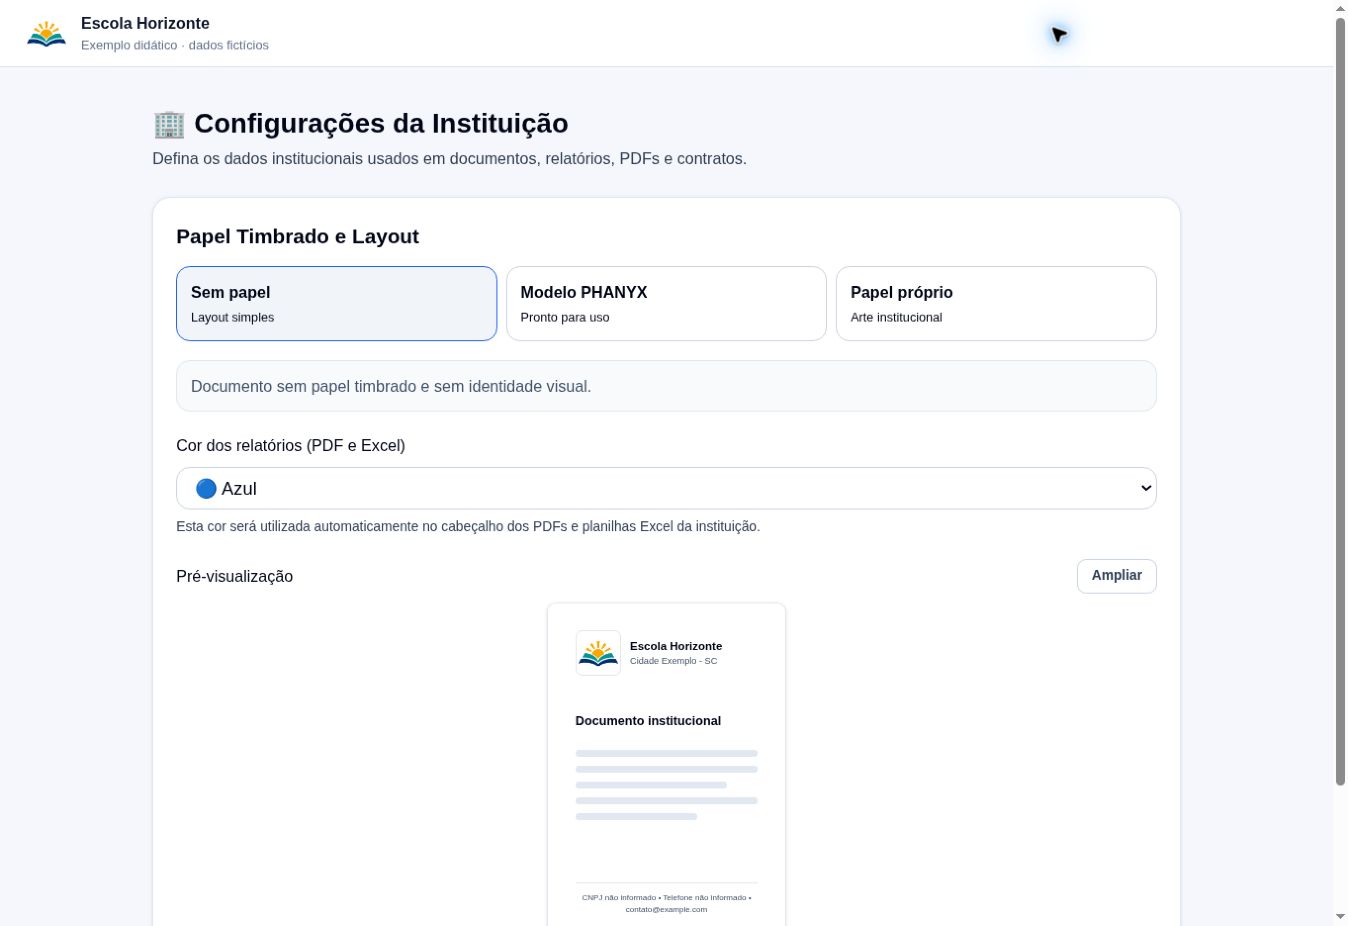 Escola Horizonte
Exemplo didático · dados fictícios
🏢 Configurações da Instituição
Defina os dados institucionais usados em documentos, relatórios, PDFs e contratos.
Papel Timbrado e Layout
Sem papel
Layout simples
Modelo PHANYX
Pronto para uso
Papel próprio
Arte institucional
Documento sem papel timbrado e sem identidade visual.
Cor dos relatórios (PDF e Excel)
🔵 Azul
Esta cor será utilizada automaticamente no cabeçalho dos PDFs e planilhas Excel da instituição.
Pré-visualização
Ampliar
Escola Horizonte
Cidade Exemplo - SC
Documento institucional
CNPJ não informado • Telefone não informado •
contato@example.com